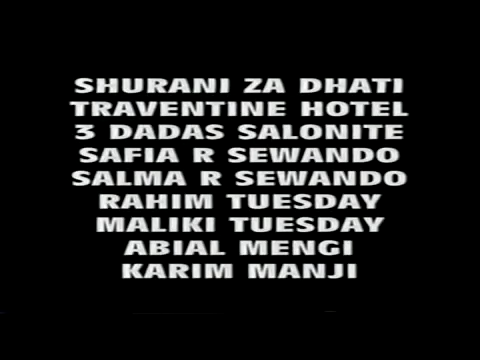 SHURANI ZA DHATI
TRAVENTINE HOTEL
3 DADAS SALONITE
SAFIA R SEWANDO
SALMA R SEWANDO
RAHIM TUESDAY
MALIKI TUESDAY
ABIAL MENGI
KARIM MANJI